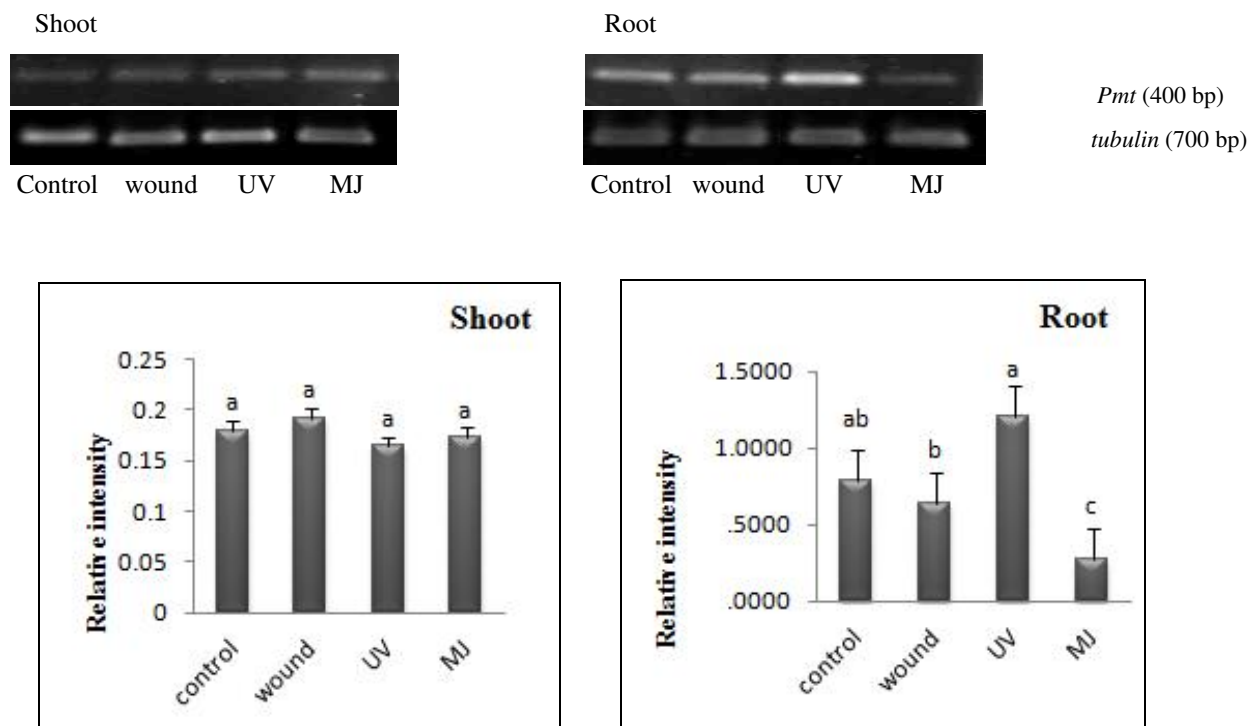 Shoot
Root
Pmt (400 bp)
tubulin (700 bp)
Control wound UV MJ
Control wound UV MJ
Shoot
Relative intensity
0.25
0.2
0.15
0.1
0.05
0
a
a
a
a
control
wound
UV
MJ
Root
Relative intensity
1.5000
1.0000
.5000
.0000
ab
b
a
c
control
wound
UV
MJ